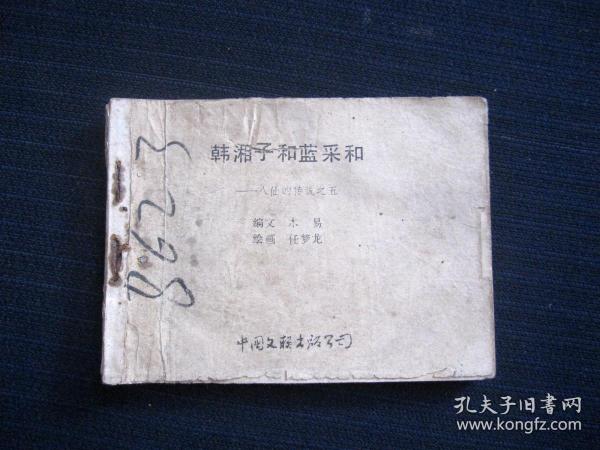 韩湘子和蓝采和
——八仙的传说之五
编文 木易
绘画 任梦龙
中国文联出版公司
8623
孔夫子旧书网
www.kongfz.com